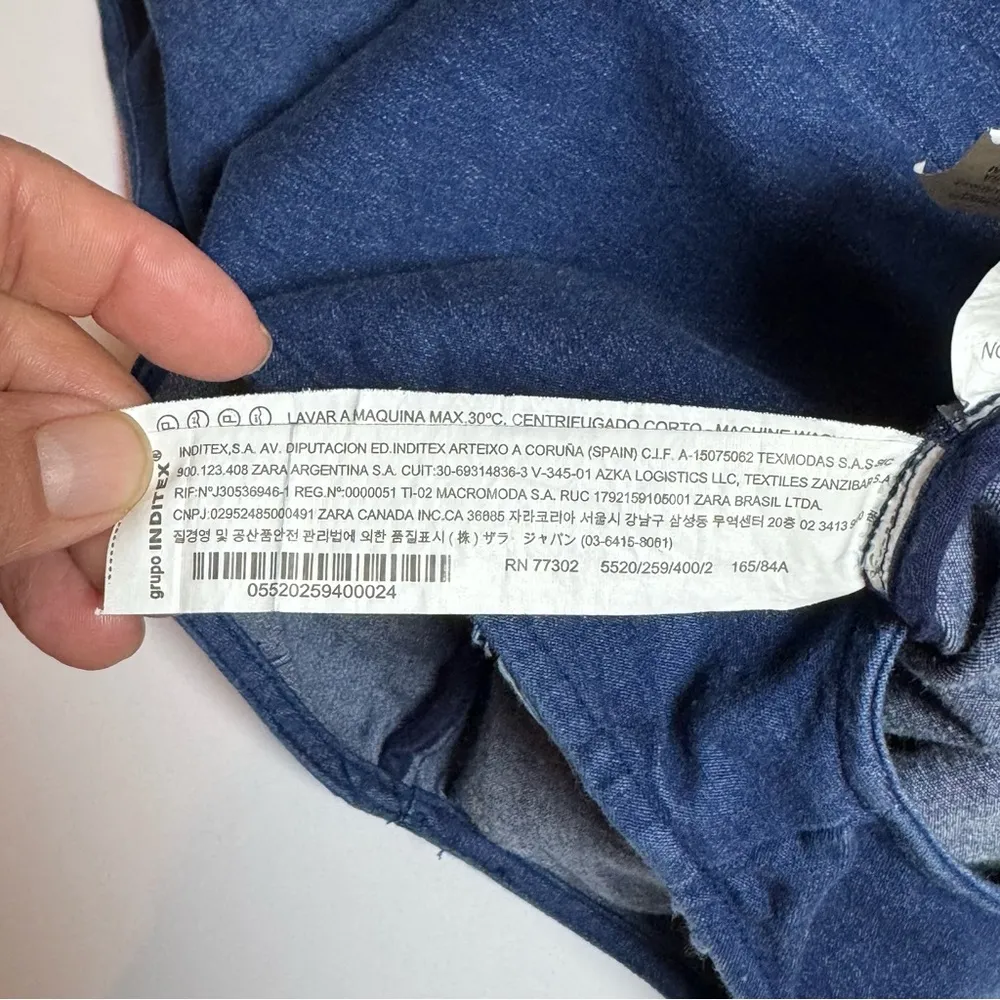 LAVAR A MAQUINA MAX.30ºC. CENTRIFUGADO CORTO - MACHINE
INDITEX,S.A. AV. DIPUTACION ED.INDITEX ARTEIXO A CORUÑA (SPAIN) C.I.F. A-15075062 TEXMODAS S.A.S.
900.123.408 ZARA ARGENTINA S.A. CUIT:30-69314836-3 V-345-01 AZKA LOGISTICS LLC, TEXTILES ZANZIBAR S.A
RIF:NºJ30536946-1 REG.Nº:0000051 TI-02 MACROMODA S.A. RUC 1792159105001 ZARA BRASIL LTDA.
CNPJ:02952485000491 ZARA CANADA INC.CA 36085 자라코리아 서울시 강남구 삼성동 무역센터 20층 02 3413
질경영 및 공산품안전 관리법에 의한 품질표시 (株) ザラ・ジャパン (03-6415-8061)
RN 77302 5520/259/400/2 165/84A
05520259400024
grupo INDITEX®
NO